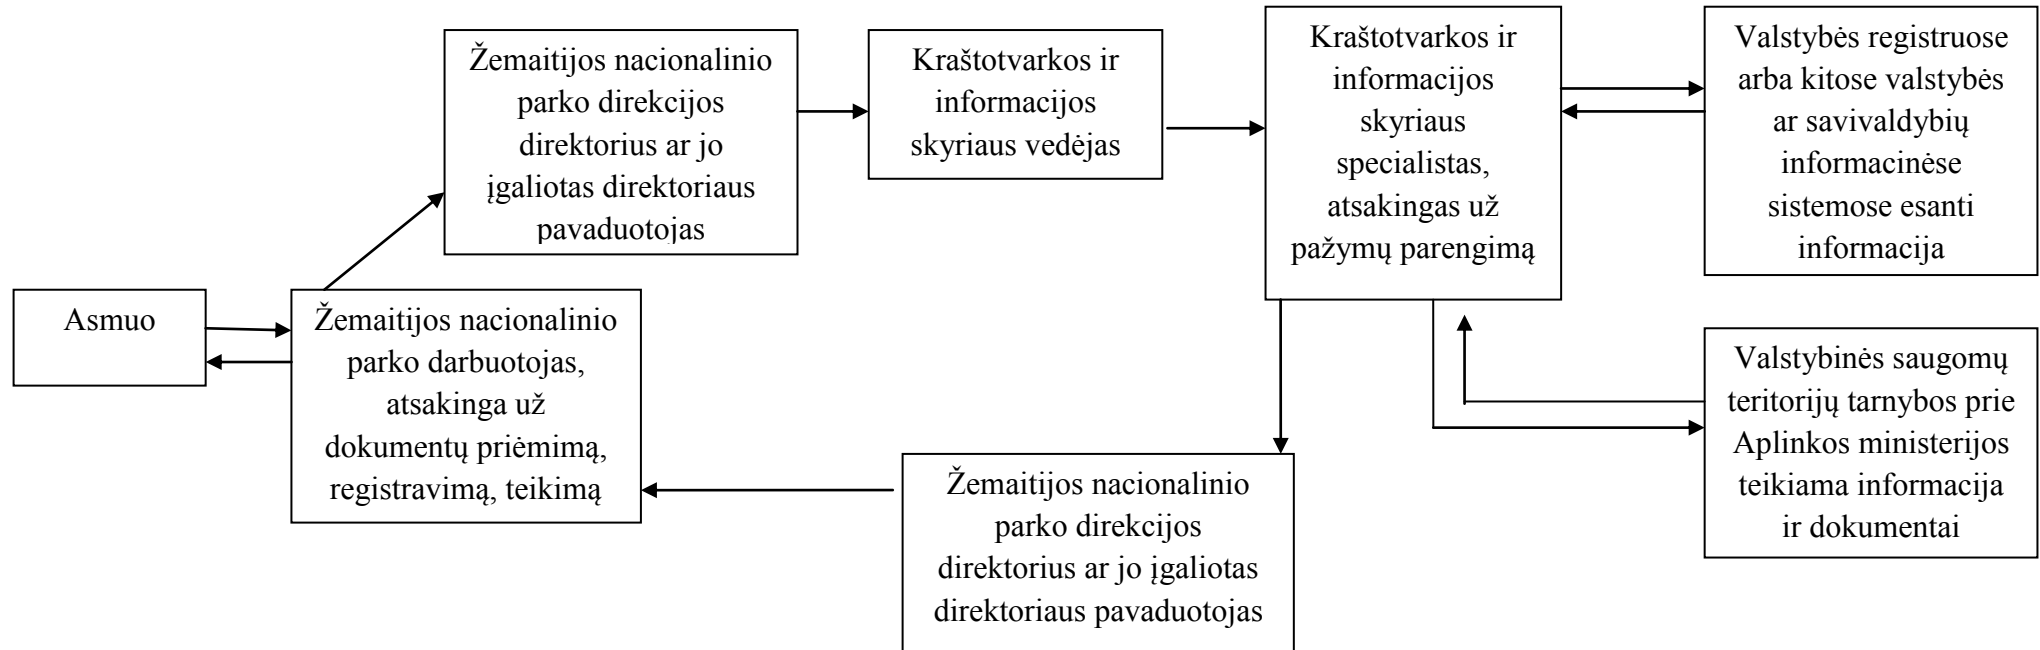 Žemaitijos nacionalinio
parko direkcijos
direktorius ar jo
įgaliotas direktoriaus
pavaduotojas
Kraštotvarkos ir
informacijos
skyriaus vedėjas
Kraštotvarkos ir
informacijos
skyriaus
specialistas,
atsakingas už
pažymų parengimą
Valstybės registruose
arba kitose valstybės
ar savivaldybių
informacinėse
sistemose esanti
informacija
Asmuo
Žemaitijos nacionalinio
parko darbuotojas,
atsakinga už
dokumentų priėmimą,
registravimą, teikimą
Žemaitijos nacionalinio
parko direkcijos
direktorius ar jo įgaliotas
direktoriaus pavaduotojas
Valstybinės saugomų
teritorijų tarnybos prie
Aplinkos ministerijos
teikiama informacija
ir dokumentai